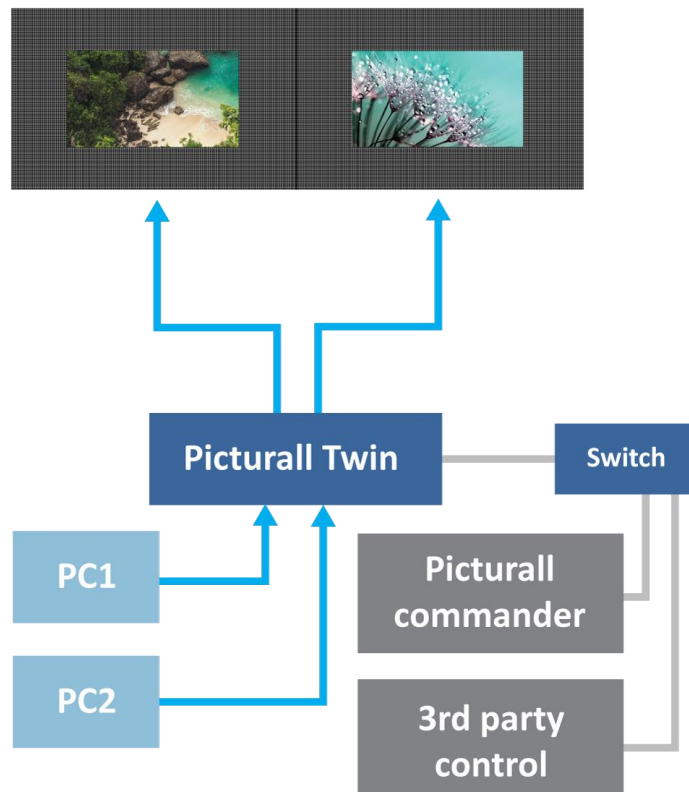 Picturall Twin
Switch
PC1
Picturall
commander
PC2
3rd party
control